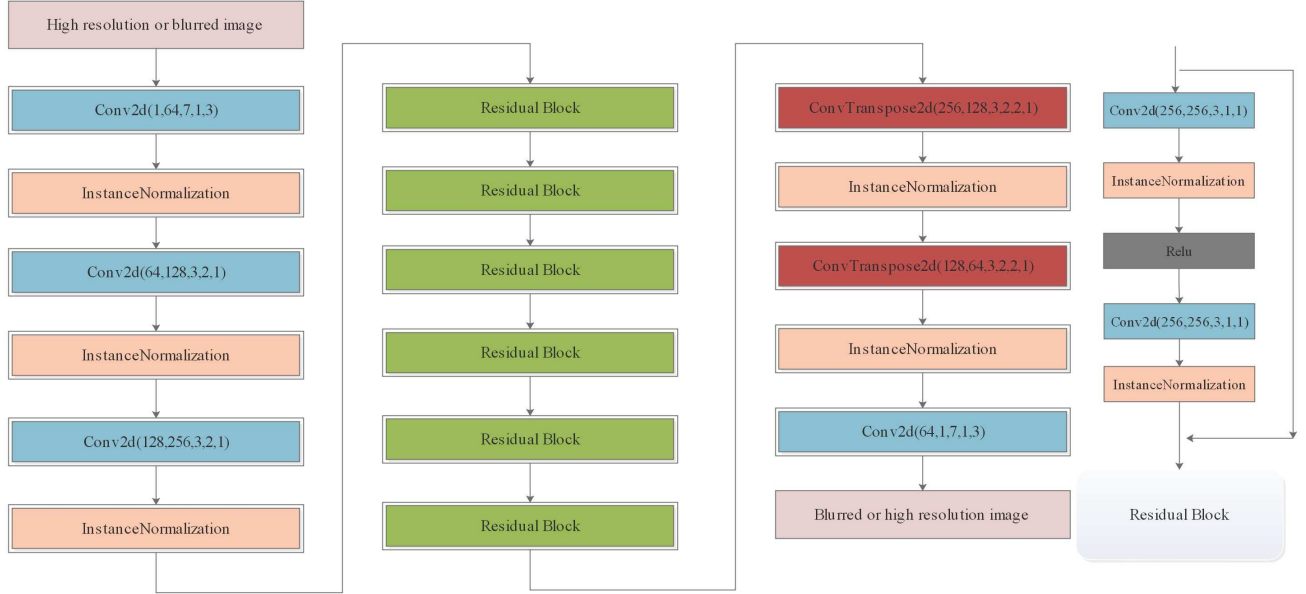 High resolution or blurred image
Conv2d(1,64,7,1,3)
InstanceNormalization
Conv2d(64,128,3,2,1)
InstanceNormalization
Conv2d(128,256,3,2,1)
InstanceNormalization
Residual Block
Residual Block
Residual Block
Residual Block
Residual Block
Residual Block
ConvTranspose2d(256,128,3,2,2,1)
InstanceNormalization
ConvTranspose2d(128,64,3,2,2,1)
InstanceNormalization
Conv2d(64,1,7,1,3)
Blurred or high resolution image
Conv2d(256,256,3,1,1)
InstanceNormalization
Relu
Conv2d(256,256,3,1,1)
InstanceNormalization
Residual Block